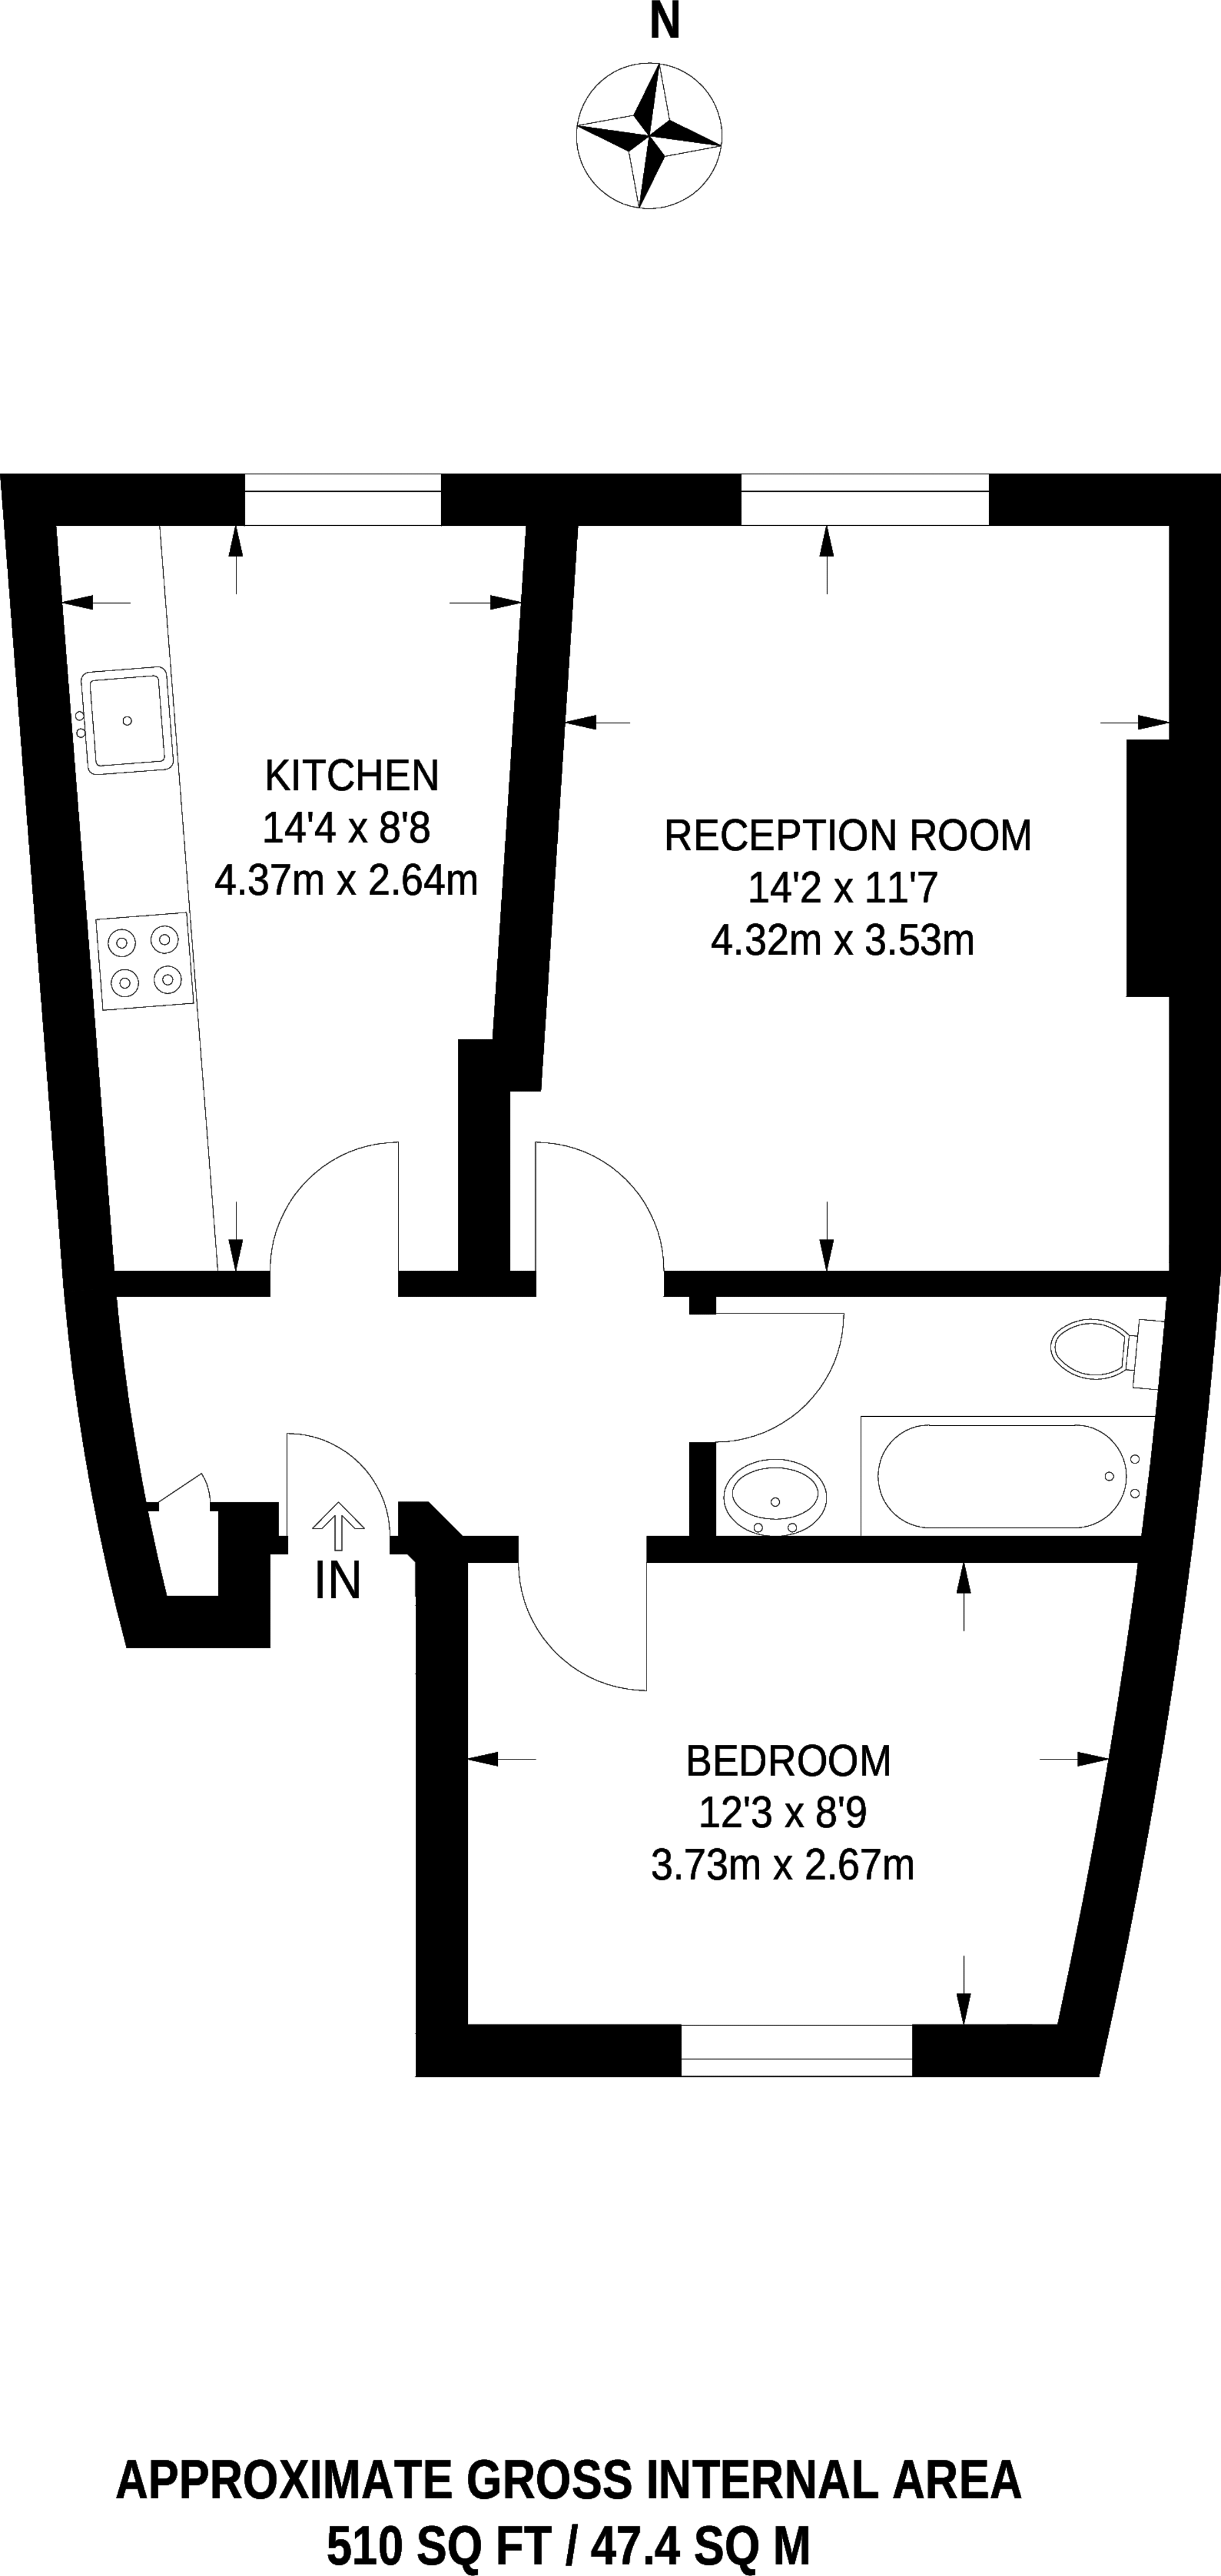 N
KITCHEN
14'4 x 8'8
4.37m x 2.64m
RECEPTION ROOM
14'2 x 11'7
4.32m x 3.53m
IN
BEDROOM
12'3 x 8'9
3.73m x 2.67m
APPROXIMATE GROSS INTERNAL AREA
510 SQ FT / 47.4 SQ M